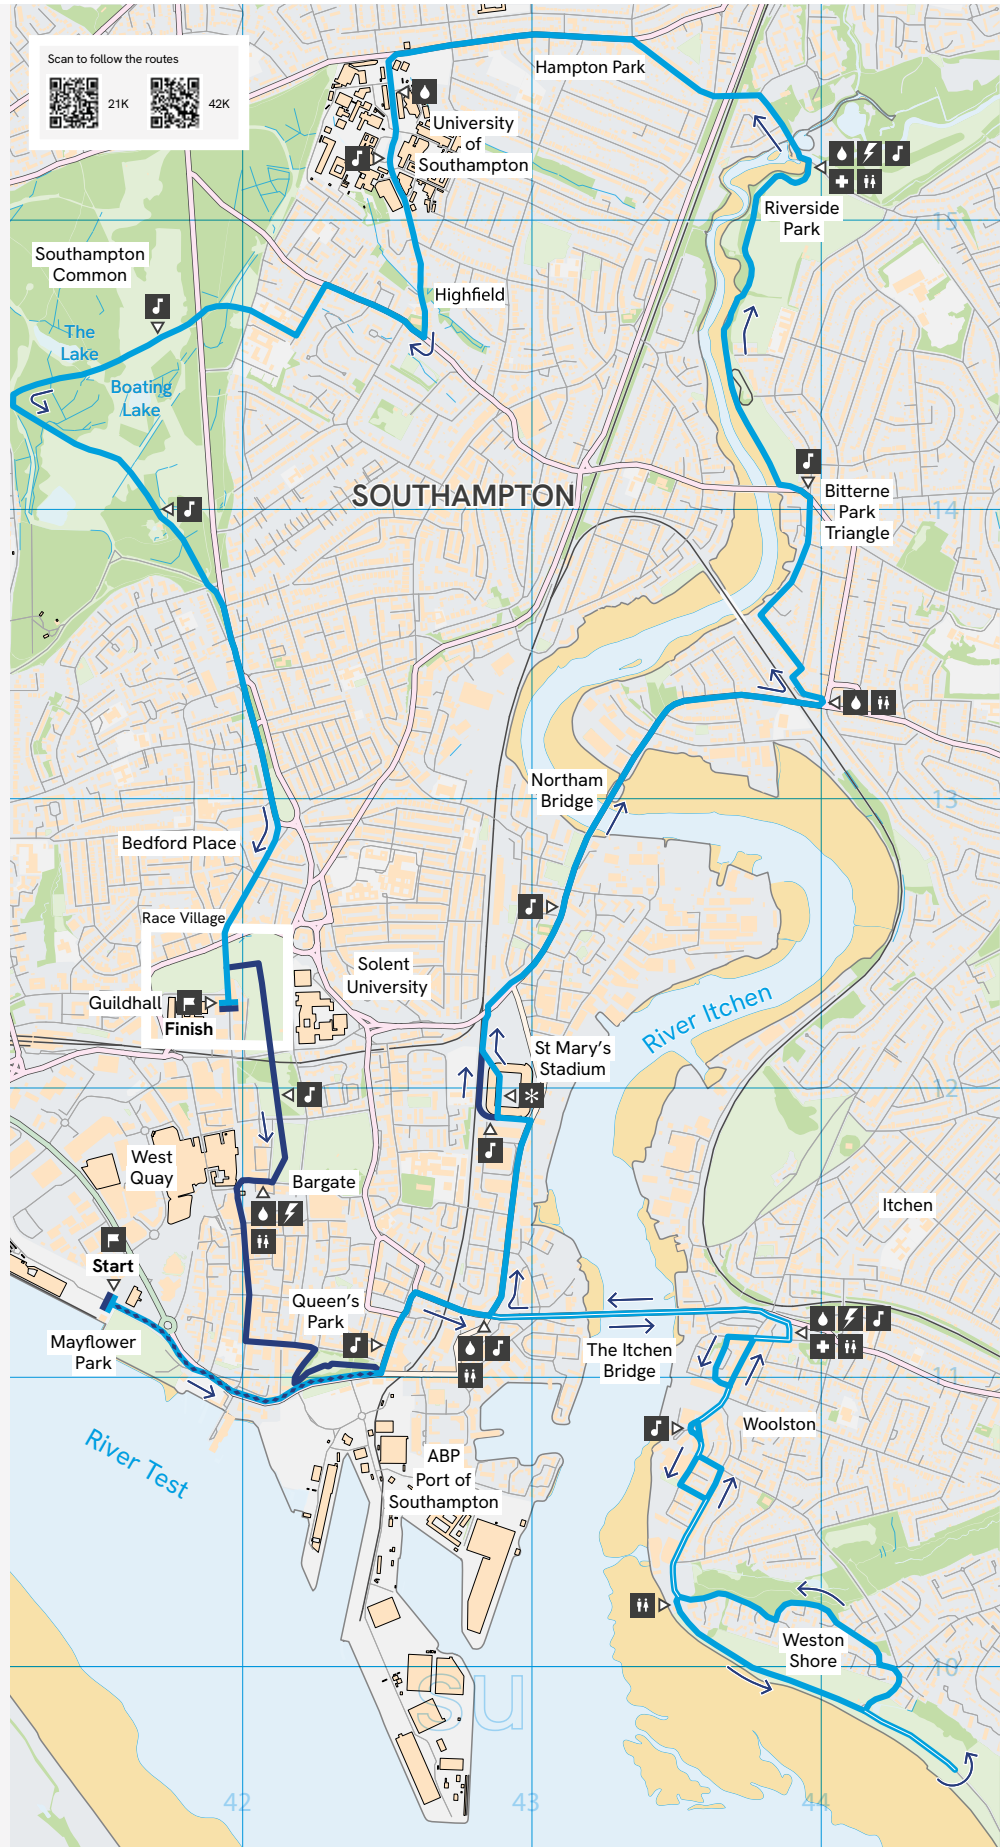 Scan to follow the routes
21K
42K
Hampton Park
University
of
Southampton
Riverside
Park
15
Southampton
Common
Highfield
The
Lake
Boating
Lake
SOUTHAMPTON
Bitterne
Park
Triangle
14
Northam
Bridge
13
Bedford Place
Race Village
Solent
University
Guildhall
Finish
River Itchen
St Mary's
Stadium
12
West
Quay
Bargate
Itchen
Start
Queen's
Park
Mayflower
Park
The Itchen
Bridge
11
Woolston
River Test
ABP
Port of
Southampton
Weston
Shore
10
SU
42
43
44